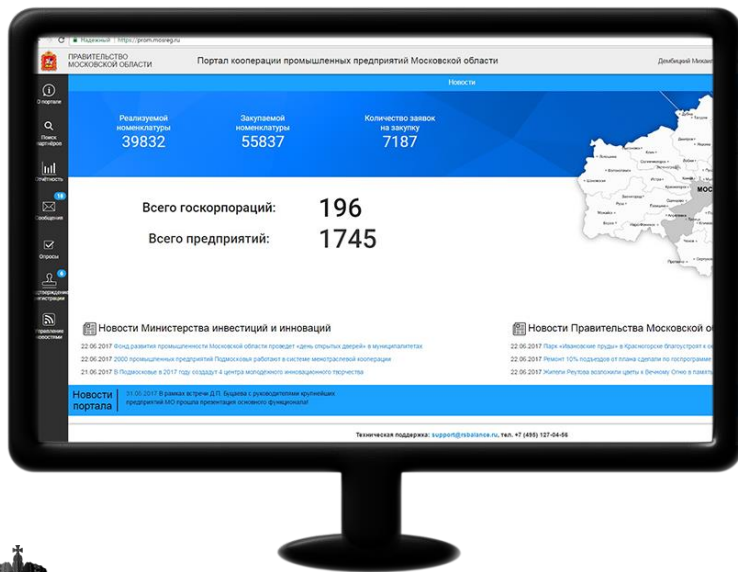 Надежный https://prom.mosreg.ru
ПРАВИТЕЛЬСТВО
МОСКОВСКОЙ ОБЛАСТИ
Портал кооперации промышленных предприятий Московской области
Новости
О портале
Поиск
партнёров
Отчётность
18
Сообщения
Опросы
6
Подтверждение
регистрации
Управление
новостями
Реализуемой
номенклатуры
39832
Закупаемой
номенклатуры
55837
Количество заявок
на закупку
7187
Всего госкорпораций: 196
Всего предприятий: 1745
Новости Министерства инвестиций и инноваций
22.06.2017 Фонд развития промышленности Московской области проведет «день открытых дверей» в муниципалитетах
22.06.2017 2000 промышленных предприятий Подмосковья работают в системе межотраслевой кооперации
21.06.2017 В Подмосковье в 2017 году создадут 4 центра молодежного инновационного творчества
Новости Правительства Московской о
22.06.2017 Парк «Ивановские пруды» в Красногорске благоустроят к
22.06.2017 Ремонт 10% подъездов от плана сделали по госпрограмме
22.06.2017 Жители Реутова возложили цветы к Вечному Огню в память
Новости
портала
31.05.2017 В рамках встречи Д.П. Буцаева с руководителями крупнейших
предприятий МО прошла презентация основного функционала!
Техническая поддержка: support@rsbalance.ru, тел. +7 (495) 127-04-56